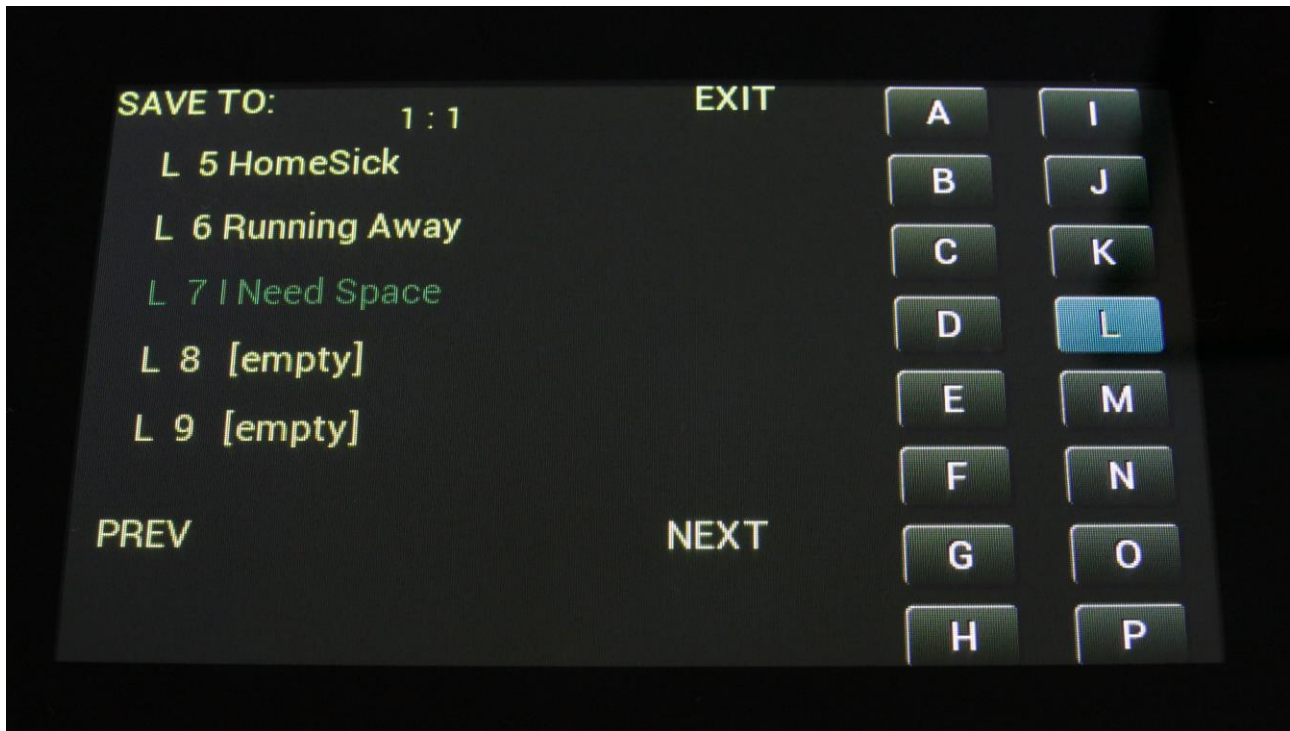 SAVE TO:
1 : 1
EXIT
L 5 HomeSick
L 6 Running Away
L 7 I Need Space
L 8 [empty]
L 9 [empty]
PREV
NEXT
A I
B J
C K
D L
E M
F N
G O
H P